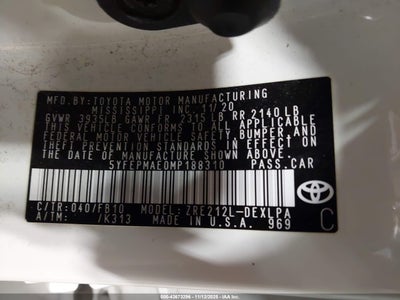 MFD.BY: TOYOTA MOTOR MANUFACTURING
MISSISSIPPI INC. 11/20
GVWR 3935LB GAWR FR 2315 LB RR 2140 LB
THIS VEHICLE CONFORMS TO ALL APPLICABLE
FEDERAL MOTOR VEHICLE SAFETY, BUMPER, AND
THEFT PREVENTION STANDARDS IN EFFECT ON
THE DATE OF MANUFACTURE SHOWN ABOVE.
5YFEPMAE0MP188310 PASS.CAR
C/TR: 040/FB10 MODEL: ZRE212L-DEXLPA
A/TM: /K313 MADE IN U.S.A. 969
C
TOYOTA